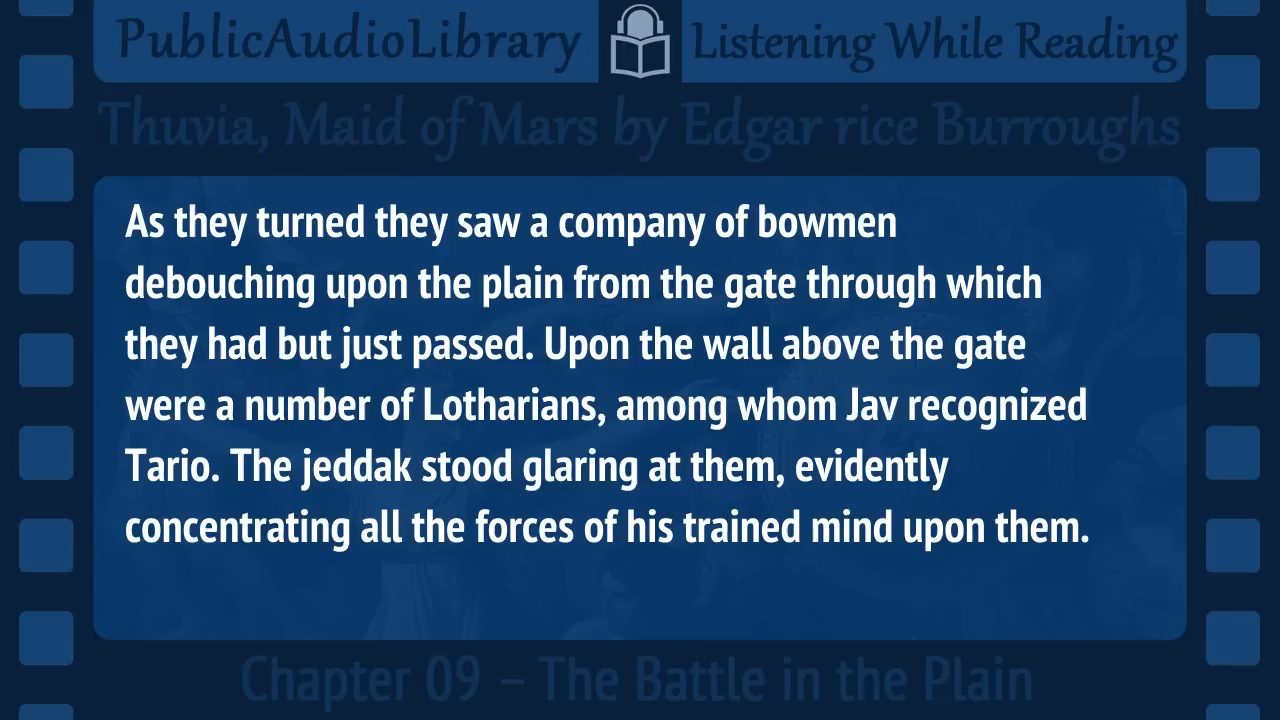 PublicAudioLibrary Listening While Reading
Thuvia, Maid of Mars by Edgar rice Burroughs
As they turned they saw a company of bowmen
debouching upon the plain from the gate through which
they had but just passed. Upon the wall above the gate
were a number of Lotharians, among whom Jav recognized
Tario. The jeddak stood glaring at them, evidently
concentrating all the forces of his trained mind upon them.
Chapter 09 – The Battle in the Plain